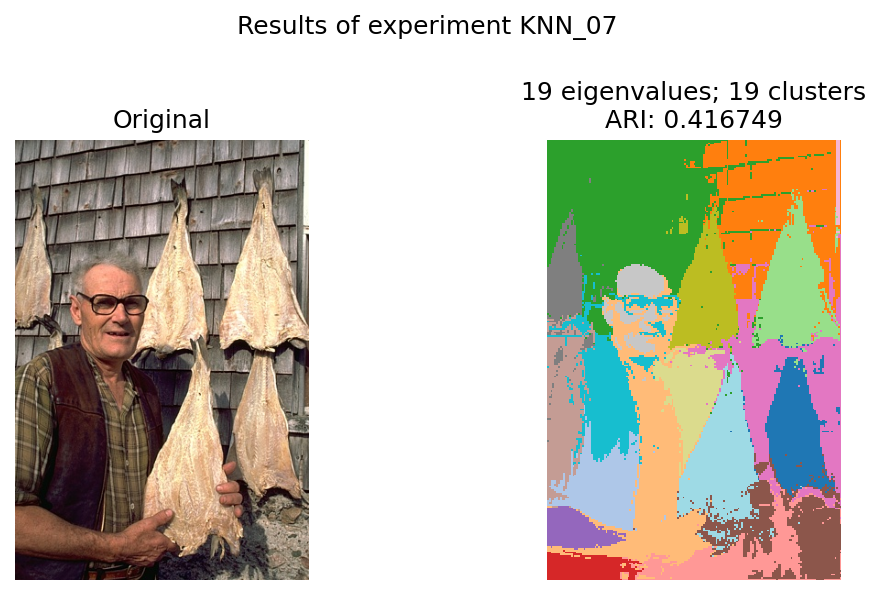 Results of experiment KNN_07
Original
19 eigenvalues; 19 clusters
ARI: 0.416749